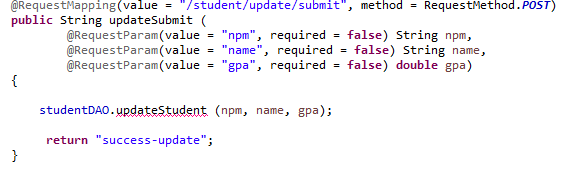 @RequestMapping(value = "/student/update/submit", method = RequestMethod.POST)
public String updateSubmit (
@RequestParam(value = "npm", required = false) String npm,
@RequestParam(value = "name", required = false) String name,
@RequestParam(value = "gpa", required = false) double gpa)
{
studentDAO.updateStudent (npm, name, gpa);
return "success-update";
}